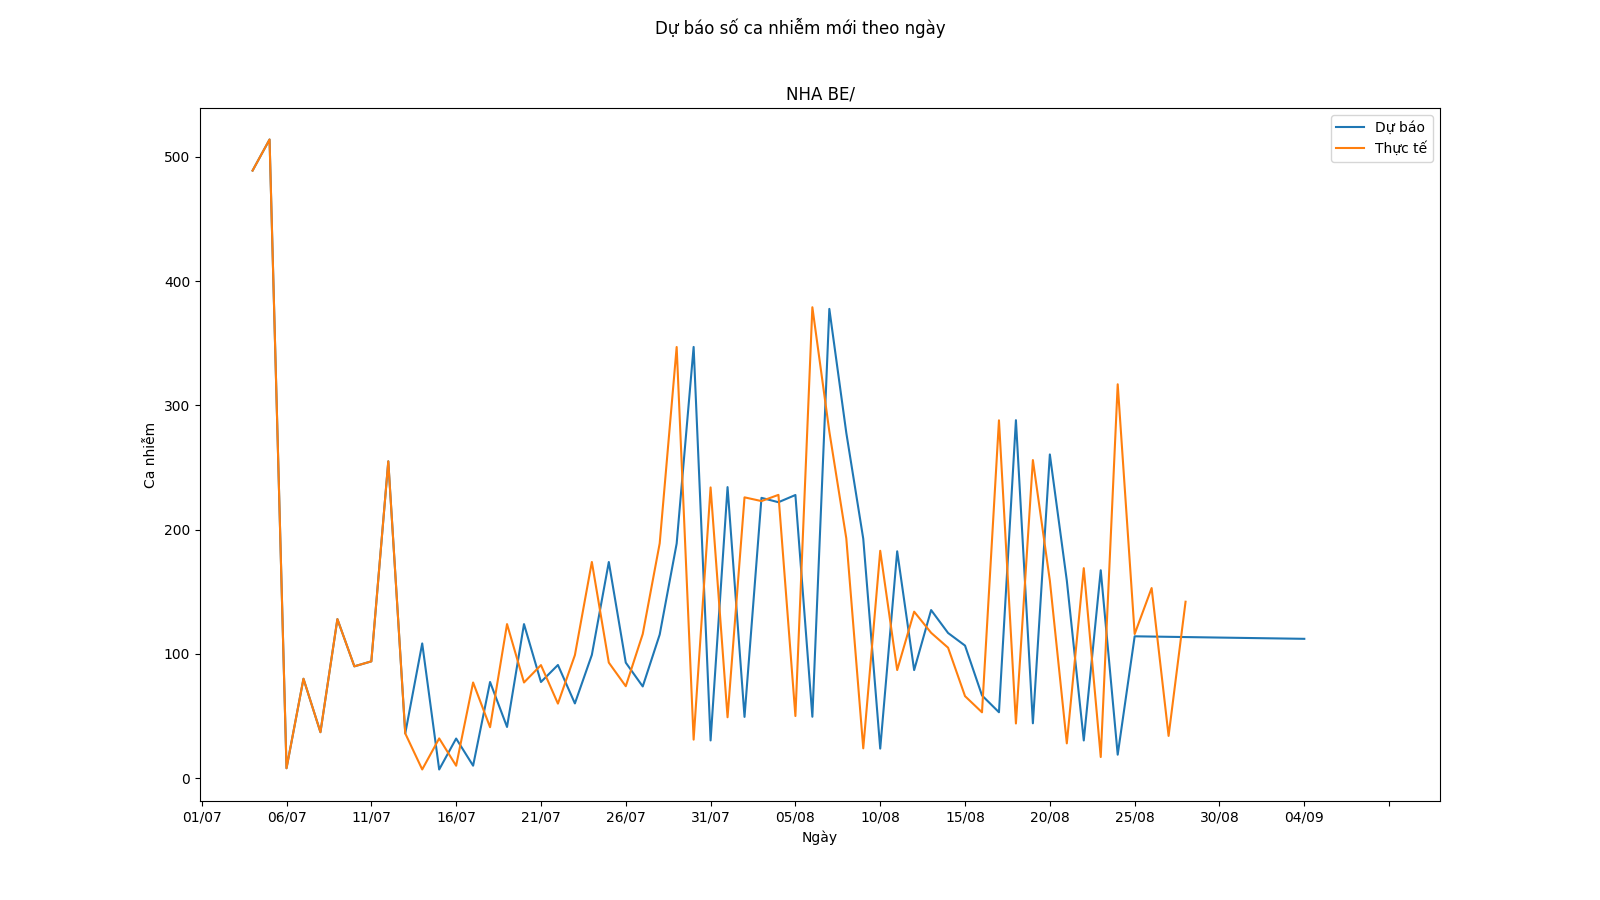 Dự báo số ca nhiễm mới theo ngày
NHA BE/
Dự báo
Thực tế
500
400
300
200
100
0
Ca nhiễm
01/07 06/07 11/07 16/07 21/07 26/07 31/07 05/08 10/08 15/08 20/08 25/08 30/08 04/09
Ngày